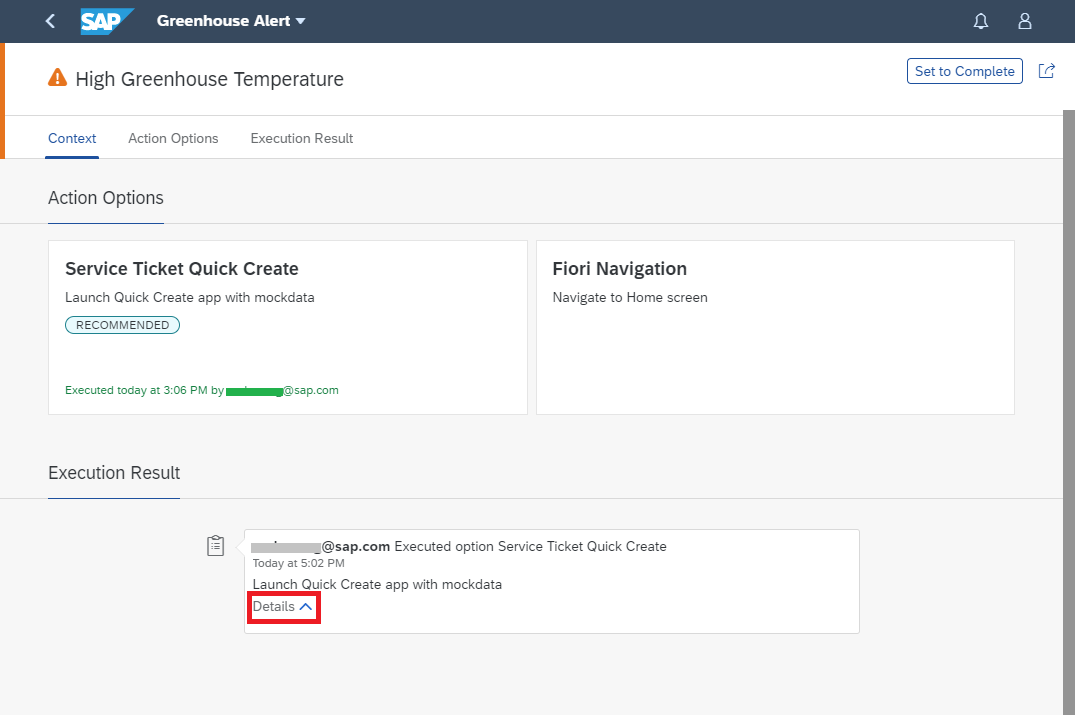 SAP Greenhouse Alert
High Greenhouse Temperature
Set to Complete
Context Action Options Execution Result
Action Options
Service Ticket Quick Create
Launch Quick Create app with mockdata
RECOMMENDED
Executed today at 3:06 PM by @sap.com
Fiori Navigation
Navigate to Home screen
Execution Result
@sap.com Executed option Service Ticket Quick Create
Today at 5:02 PM
Launch Quick Create app with mockdata
Details